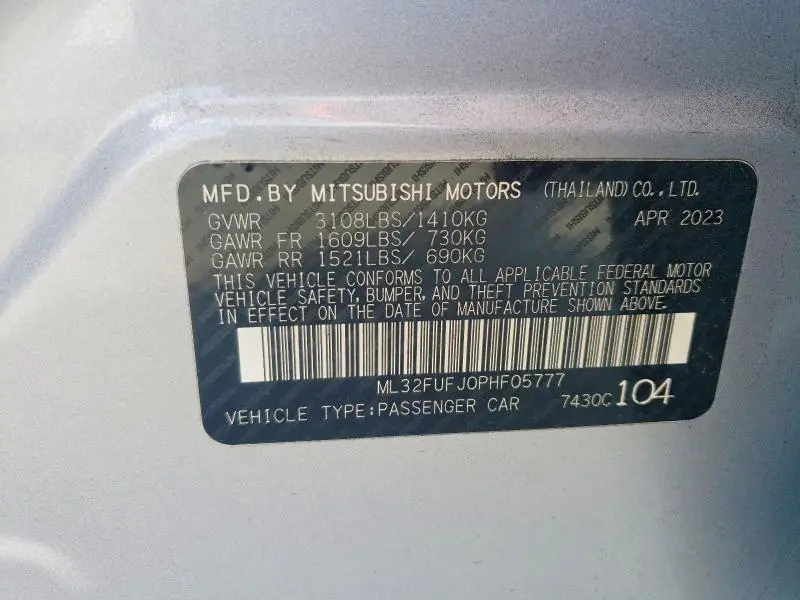 MFD.BY MITSUBISHI MOTORS (THAILAND)CO.,LTD.
GVWR 3108LBS/1410KG APR 2023
GAWR FR 1609LBS/ 730KG
GAWR RR 1521LBS/ 690KG
THIS VEHICLE CONFORMS TO ALL APPLICABLE FEDERAL MOTOR
VEHICLE SAFETY, BUMPER, AND THEFT PREVENTION STANDARDS
IN EFFECT ON THE DATE OF MANUFACTURE SHOWN ABOVE.
ML32FUFJ0PHF05777
VEHICLE TYPE:PASSENGER CAR 7430C 104